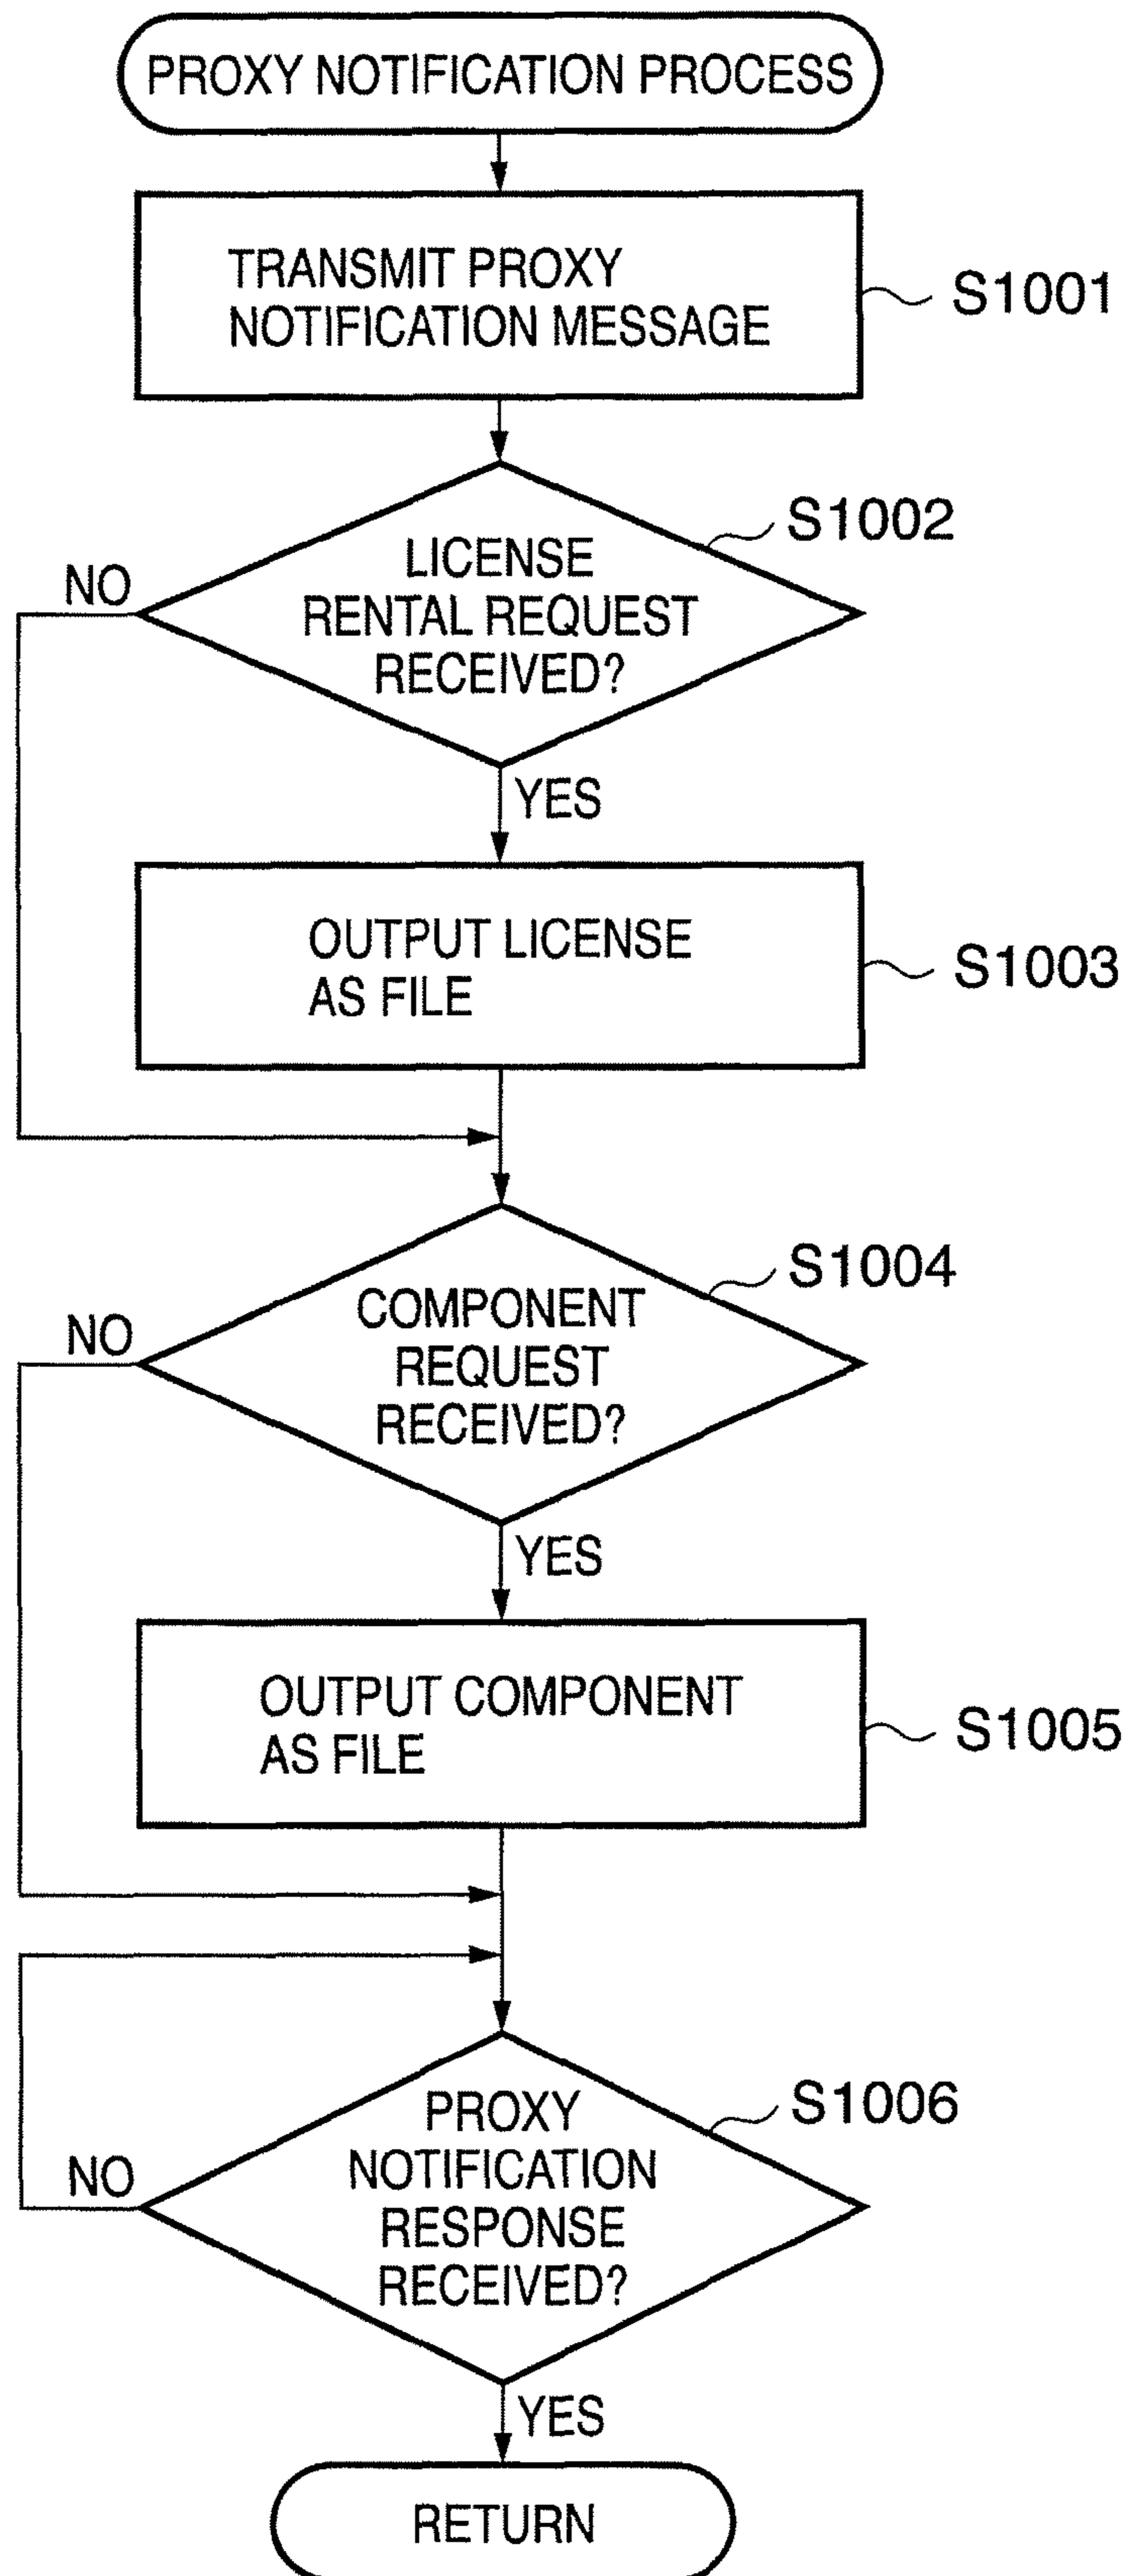 PROXY NOTIFICATION PROCESS
TRANSMIT PROXY
NOTIFICATION MESSAGE
S1001
S1002
NO
LICENSE
RENTAL REQUEST
RECEIVED?
YES
OUTPUT LICENSE
AS FILE
S1003
S1004
NO
COMPONENT
REQUEST
RECEIVED?
YES
OUTPUT COMPONENT
AS FILE
S1005
S1006
NO
PROXY
NOTIFICATION
RESPONSE
RECEIVED?
YES
RETURN